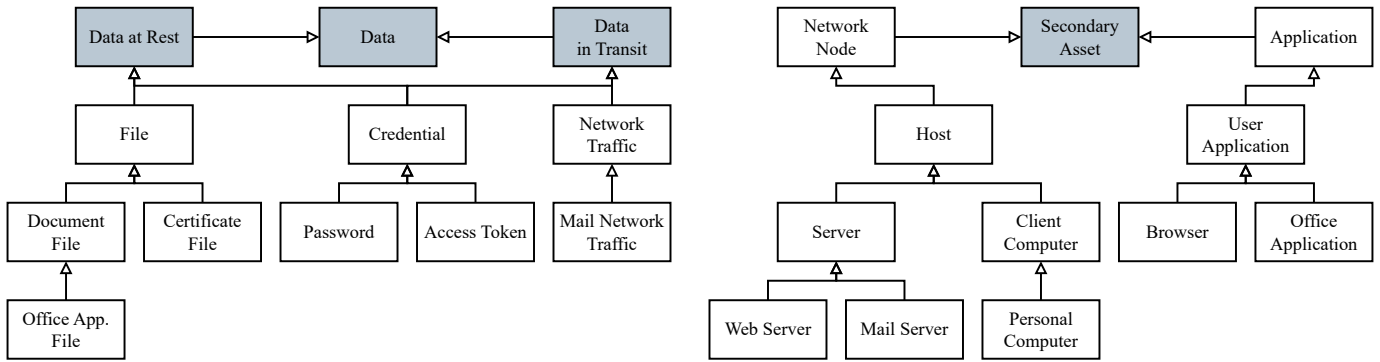 Data at Rest
Data
Data
in Transit
Network
Node
Secondary
Asset
Application
File
Credential
Network
Traffic
Host
User
Application
Document
File
Certificate
File
Password
Access Token
Mail Network
Traffic
Server
Client
Computer
Browser
Office
Application
Office App.
File
Web Server
Mail Server
Personal
Computer